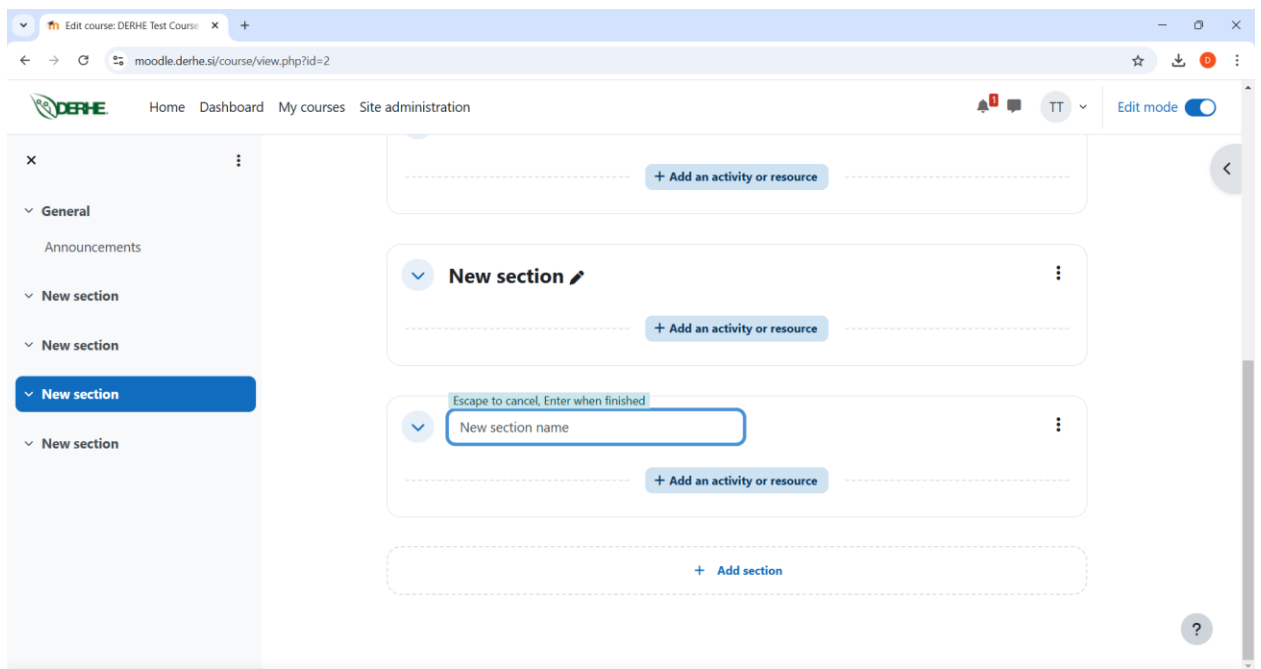 Edit course: DERHE Test Course
moodle.derhe.si/course/view.php?id=2
D
DERHE.
Home Dashboard My courses Site administration
1
TT
Edit mode
General
Announcements
New section
New section
New section
New section
+ Add an activity or resource
New section
+ Add an activity or resource
Escape to cancel, Enter when finished
New section name
+ Add an activity or resource
+ Add section
?